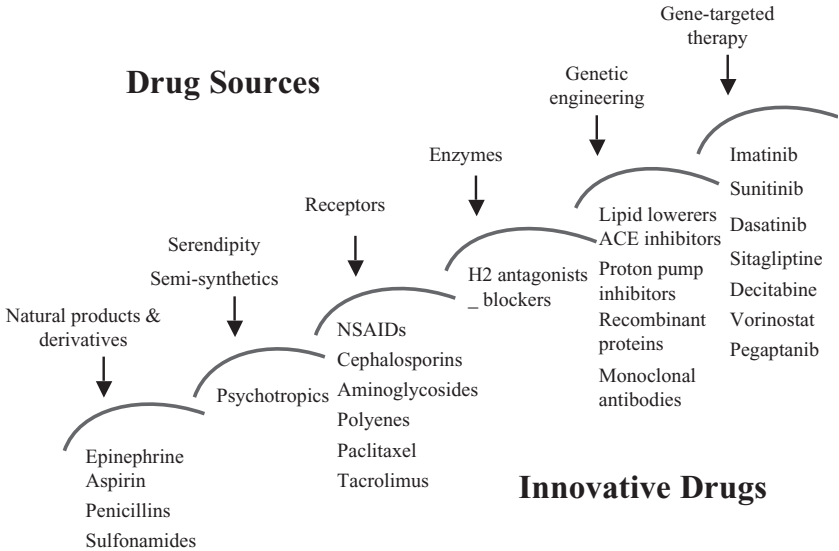 Drug Sources
Natural products &
derivatives
Serendipity
Semi-synthetics
Receptors
Enzymes
Genetic
engineering
Gene-targeted
therapy
Epinephrine
Aspirin
Penicillins
Sulfonamides
Psychotropics
NSAIDs
Cephalosporins
Aminoglycosides
Polyenes
Paclitaxel
Tacrolimus
H2 antagonists
_ blockers
Lipid lowerers
ACE inhibitors
Proton pump
inhibitors
Recombinant
proteins
Monoclonal
antibodies
Imatinib
Sunitinib
Dasatinib
Sitagliptine
Decitabine
Vorinostat
Pegaptanib
Innovative Drugs